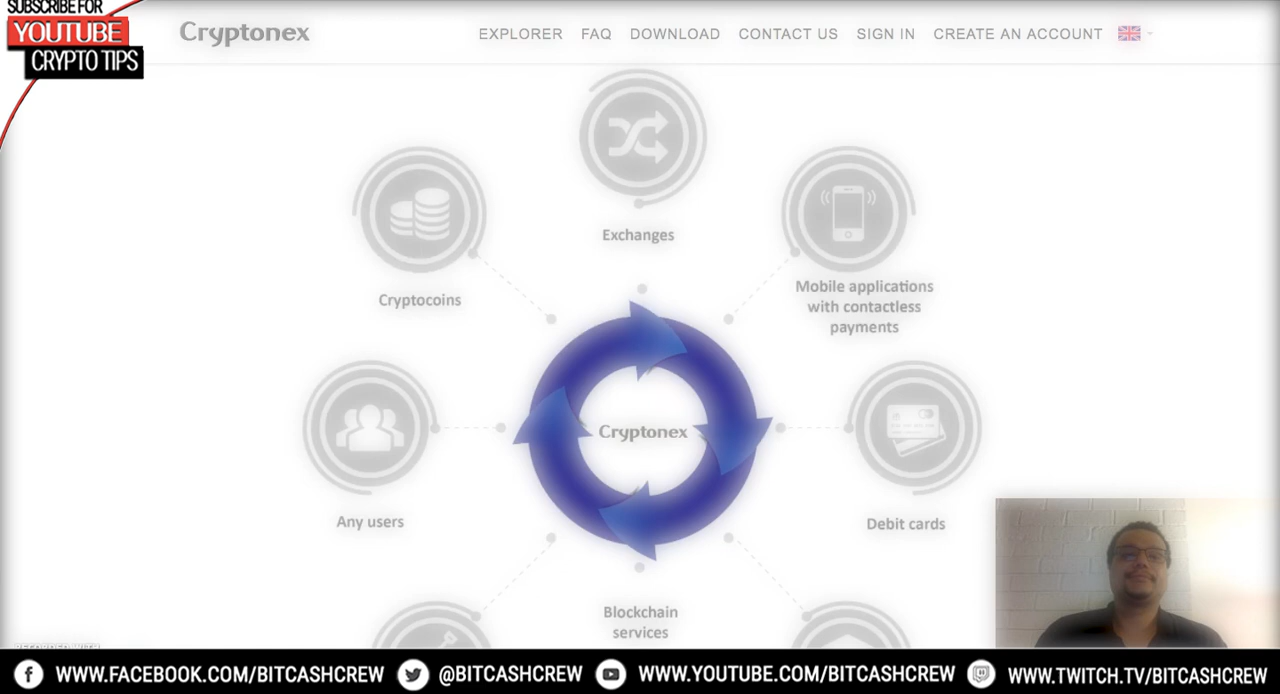 SUBSCRIBE FOR
YOUTUBE
CRYPTO TIPS
Cryptonex
EXPLORER FAQ DOWNLOAD CONTACT US SIGN IN CREATE AN ACCOUNT
Exchanges
Cryptocoins
Mobile applications
with contactless
payments
Cryptonex
Any users
Debit cards
Blockchain
services
RECORDED WITH
WWW.FACEBOOK.COM/BITCASHCREW @BITCASHCREW WWW.YOUTUBE.COM/BITCASHCREW WWW.TWITCH.TV/BITCASHCREW